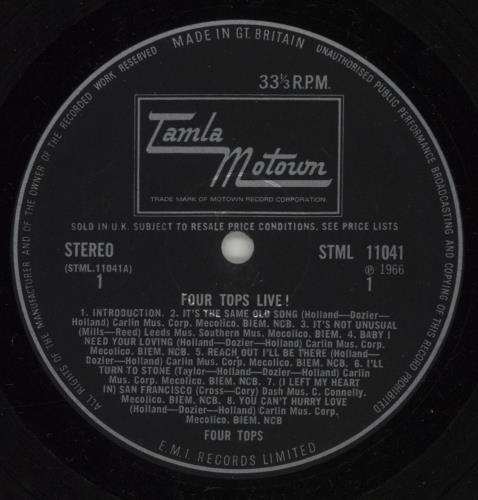 MADE IN GT. BRITAIN
UNAUTHORISED PUBLIC PERFORMANCE BROADCASTING AND COPYING OF THIS RECORD PROHIBITED
ALL RIGHTS OF THE MANUFACTURER AND OF THE OWNER OF THE RECORDED WORK RESERVED
33⅓ R.P.M.
Tamla
Motown
TRADE MARK OF MOTOWN RECORD CORPORATION
SOLD IN U.K. SUBJECT TO RESALE PRICE CONDITIONS, SEE PRICE LISTS
STEREO
(STML.11041A)
1
STML 11041
℗ 1966
1
FOUR TOPS LIVE!
1. INTRODUCTION. 2. IT'S THE SAME OLD SONG (Holland—Dozier—
Holland) Carlin Mus. Corp. Mecolico. BIEM. NCB. 3. IT'S NOT UNUSUAL
(Mills—Reed) Leeds Mus. Southern Mus. Mecolico. BIEM. 4. BABY I
NEED YOUR LOVING (Holland—Dozier—Holland) Carlin Mus. Corp.
Mecolico. BIEM. NCB. 5. REACH OUT I'LL BE THERE (Holland—
Dozier—Holland) Carlin Mus. Corp. Mecolico. BIEM. NCB. 6. I'LL
TURN TO STONE (Taylor—Holland—Dozier—Holland) Carlin
Mus. Corp. Mecolico. BIEM. NCB. 7. (I LEFT MY HEART
IN) SAN FRANCISCO (Cross—Cory) Dash Mus. C. Connelly.
Mecolico. BIEM. NCB. 8. YOU CAN'T HURRY LOVE
(Holland—Dozier—Holland) Carlin Mus. Corp.
Mecolico. BIEM. NCB
FOUR TOPS
E.M.I. RECORDS LIMITED